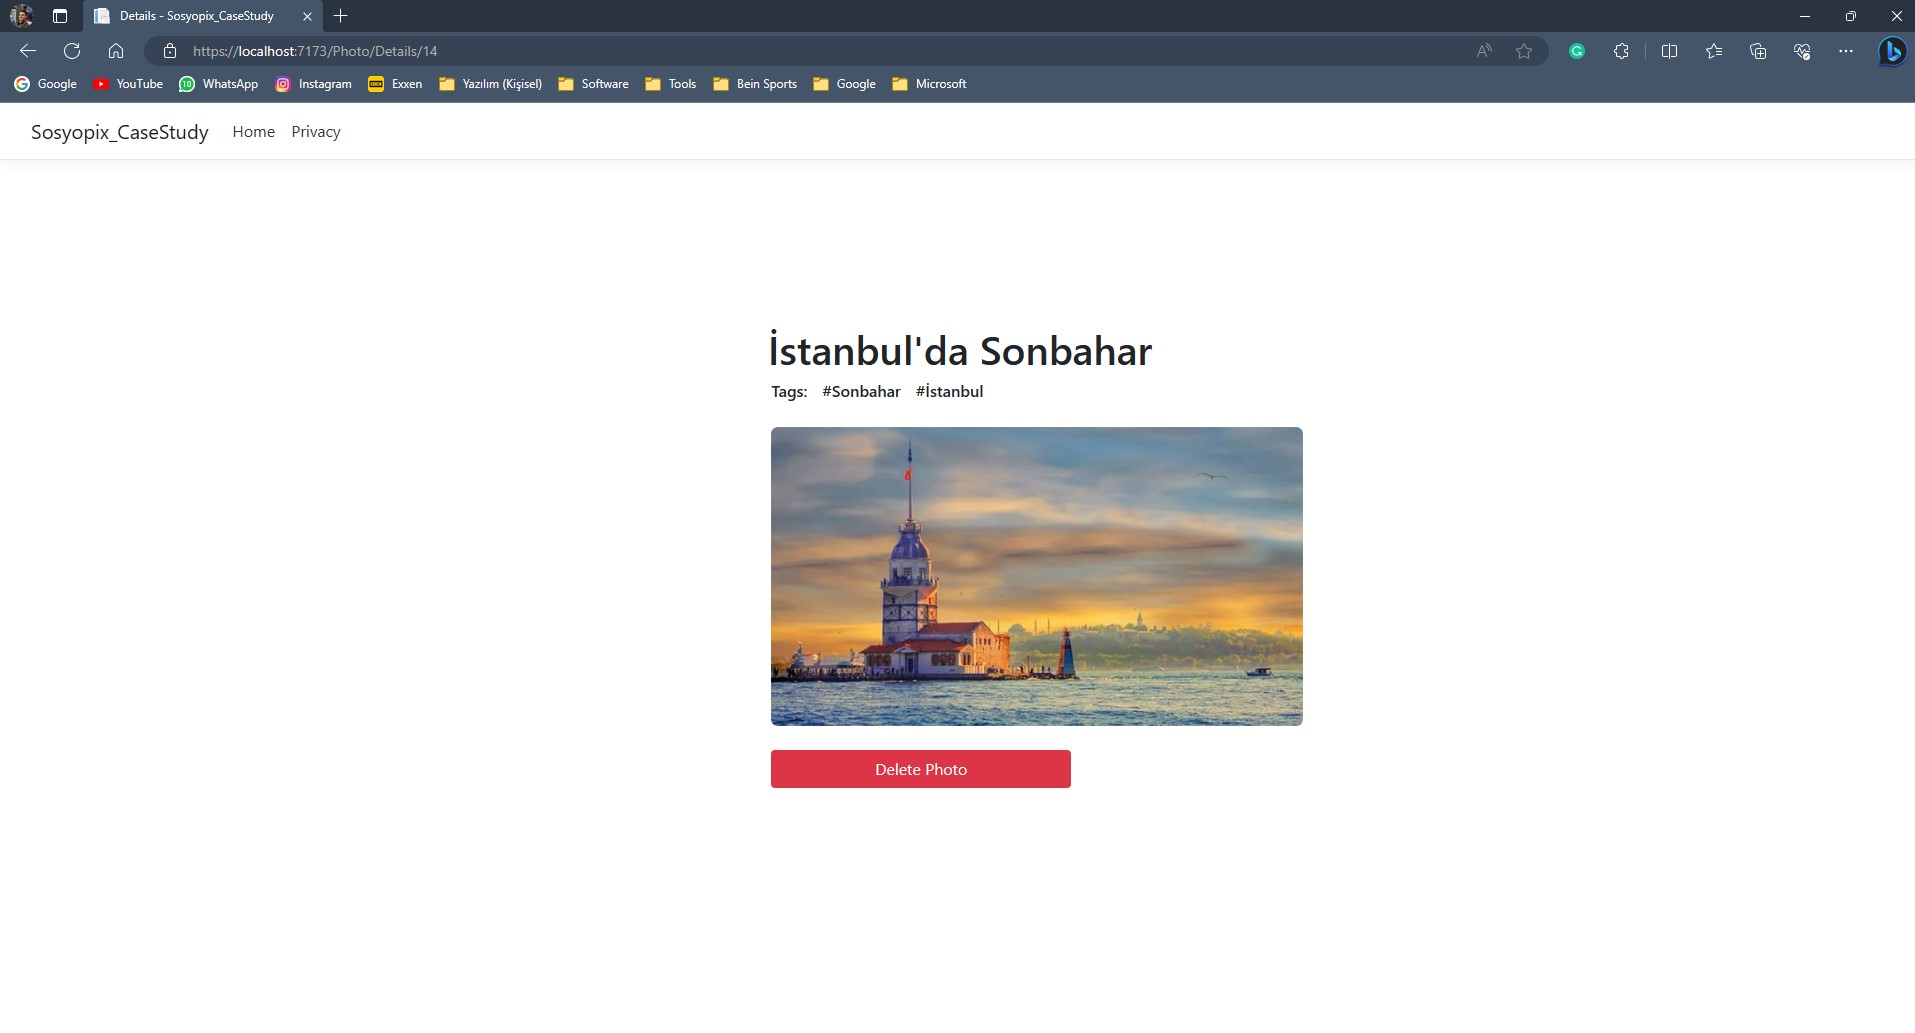 Details - Sosyopix_CaseStudy
https://localhost:7173/Photo/Details/14
Google YouTube 10 WhatsApp Instagram Exxen Yazılım (Kişisel) Software Tools Bein Sports Google Microsoft
Sosyopix_CaseStudy Home Privacy
İstanbul'da Sonbahar
Tags: #Sonbahar #İstanbul
Delete Photo